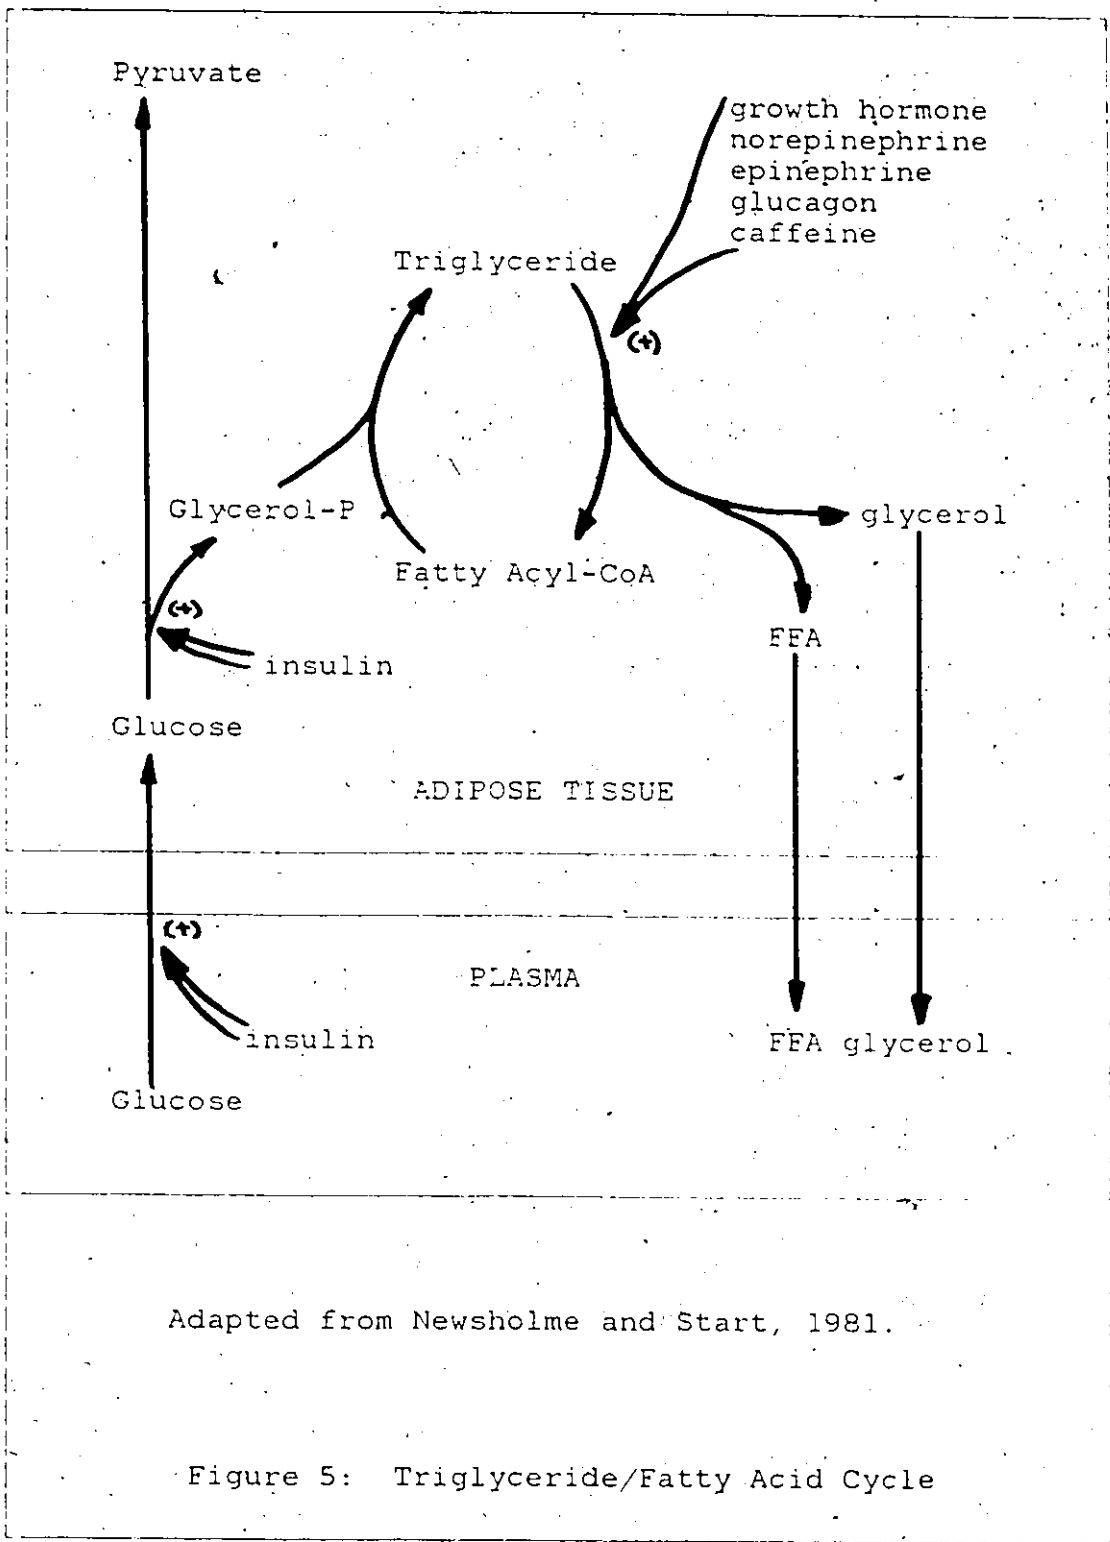 Pyruvate
growth hormone
norepinephrine
epinephrine
glucagon
caffeine
Triglyceride
(+)
Glycerol-P
glycerol
Fatty Acyl-CoA
(+)
FFA
insulin
Glucose
ADIPOSE TISSUE
(+)
PLASMA
insulin
FFA glycerol
Glucose
Adapted from Newsholme and Start, 1981.
Figure 5: Triglyceride/Fatty Acid Cycle